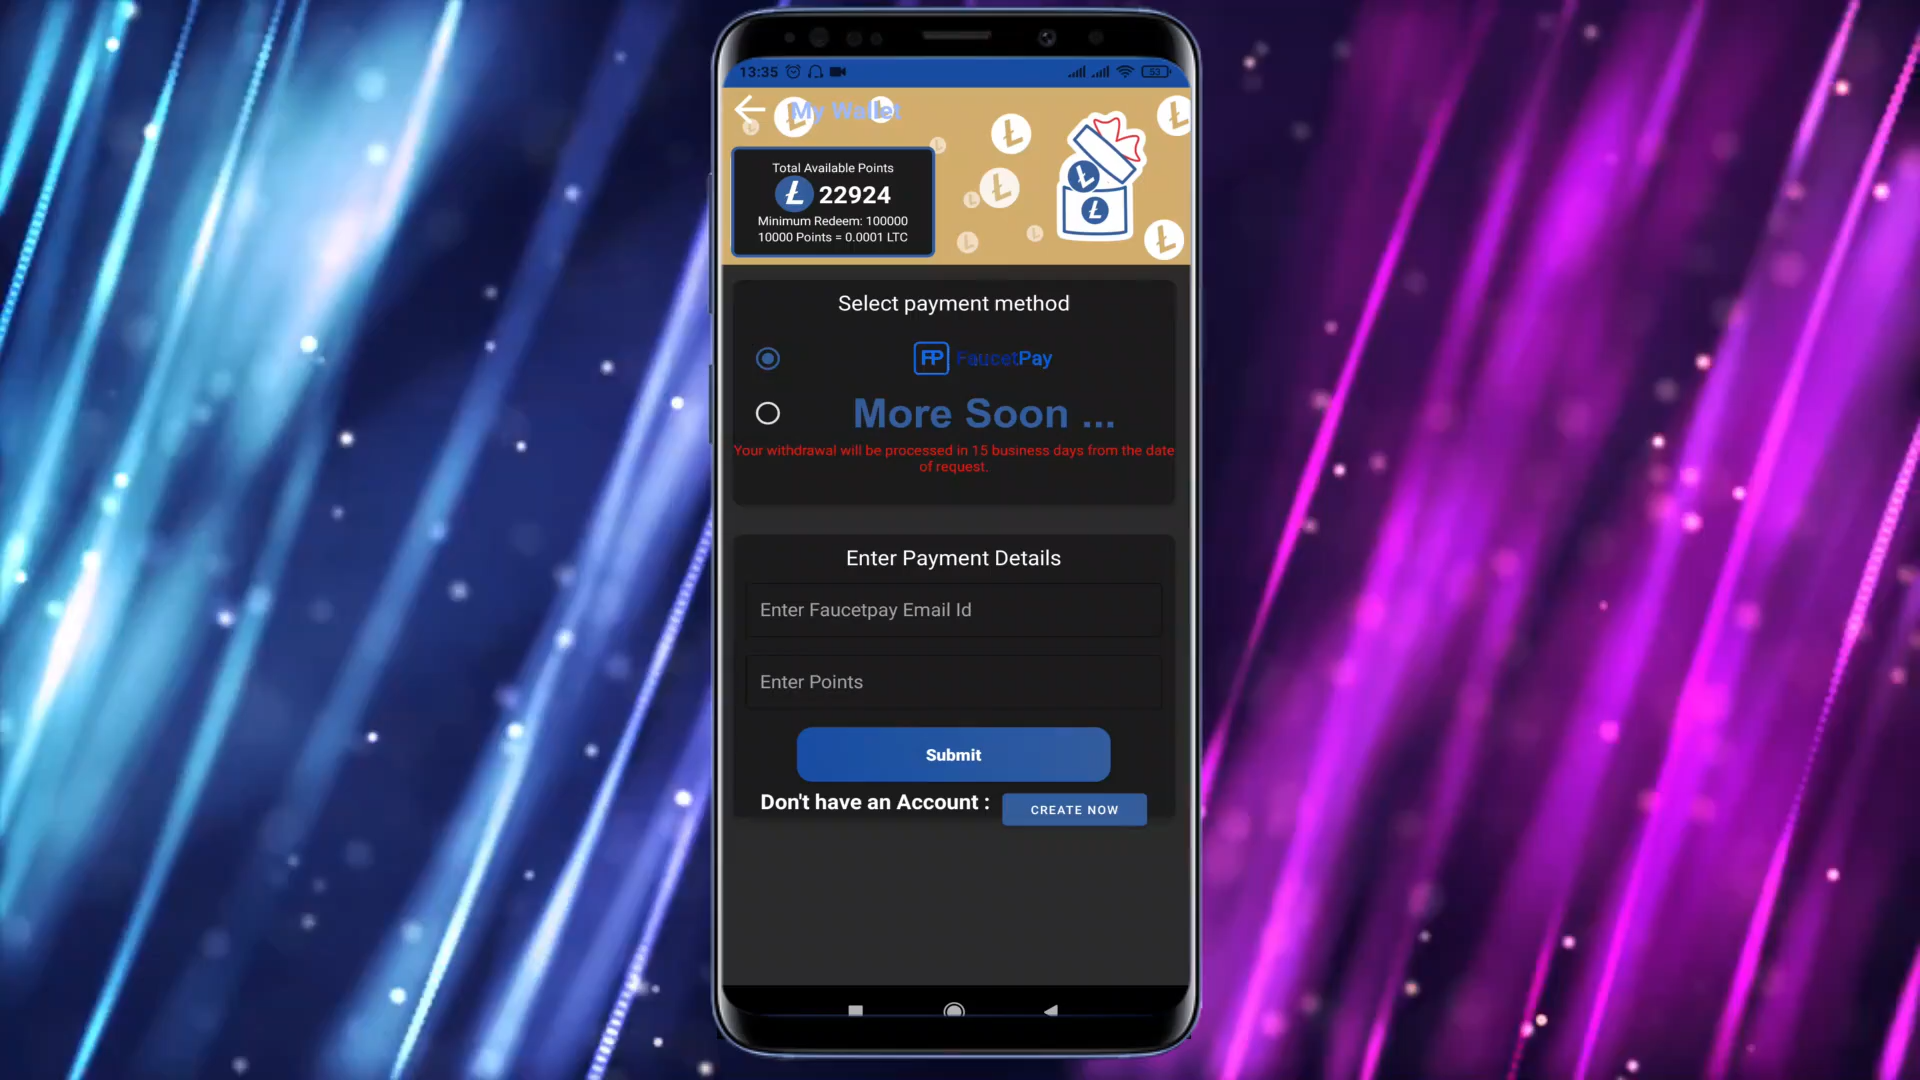 13:35
53
My Wallet
Total Available Points
22924
Minimum Redeem: 100000
10000 Points = 0.0001 LTC
Select payment method
FP FaucetPay
More Soon ...
Your withdrawal will be processed in 15 business days from the date
of request.
Enter Payment Details
Enter Faucetpay Email Id
Enter Points
Submit
Don't have an Account :
CREATE NOW